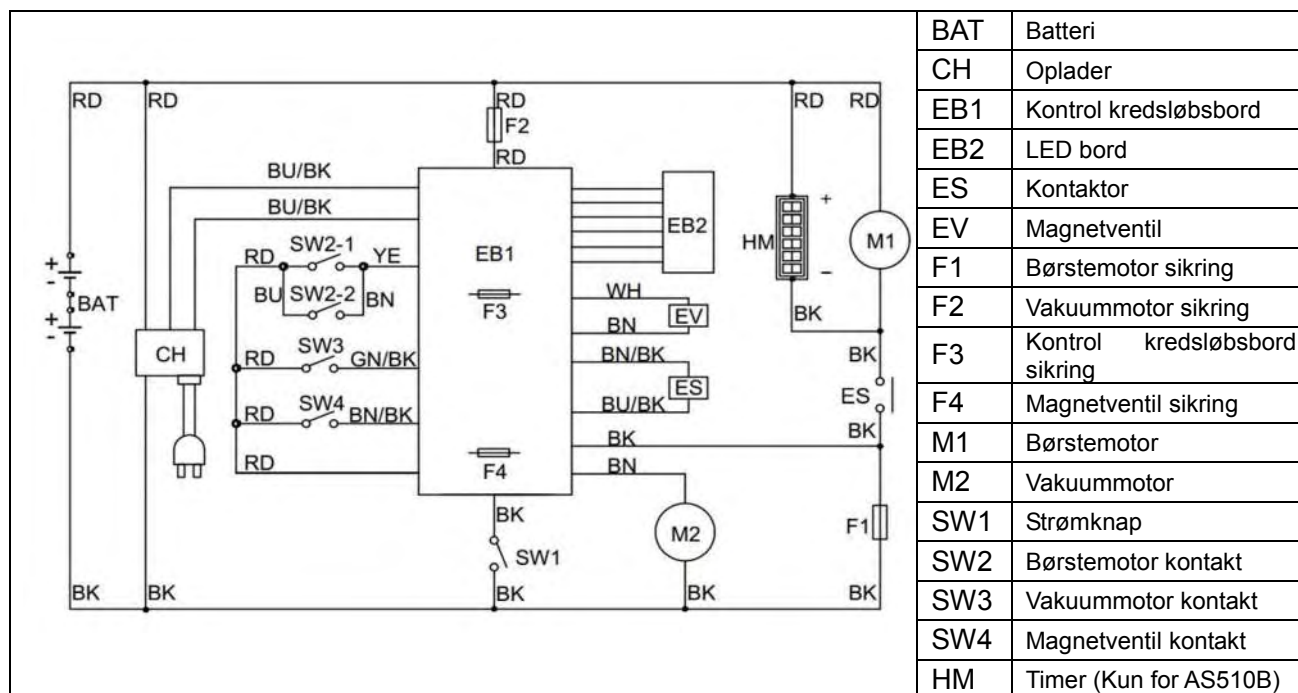 RD
RD
RD
RD
RD
F2
RD
BU/BK
BU/BK
EB2
+
HM
M1
−
SW2-1
RD
YE
EB1
BU
SW2-2
BN
F3
WH
EV
BN
BK
+
-
BAT
+
-
CH
SW3
RD
GN/BK
BN/BK
ES
BU/BK
BK
ES
SW4
RD
BN/BK
BK
BK
RD
F4
BN
BK
SW1
M2
F1
BK
BK
BK
BK
BK
BAT Batteri
CH Oplader
EB1 Kontrol kredsløbsbord
EB2 LED bord
ES Kontaktor
EV Magnetventil
F1 Børstemotor sikring
F2 Vakuummotor sikring
F3 Kontrol kredsløbsbord
sikring
F4 Magnetventil sikring
M1 Børstemotor
M2 Vakuummotor
SW1 Strømknap
SW2 Børstemotor kontakt
SW3 Vakuummotor kontakt
SW4 Magnetventil kontakt
HM Timer (Kun for AS510B)